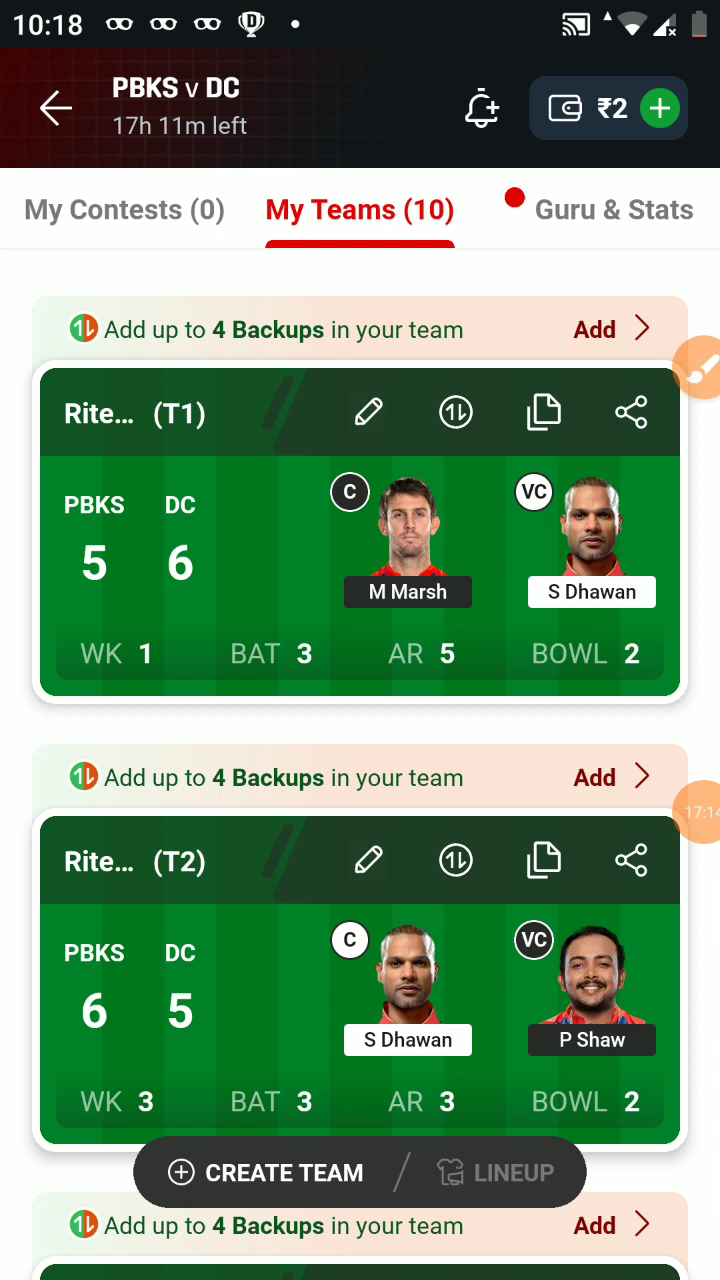 10:18
PBKS v DC
17h 11m left
₹2
My Contests (0) My Teams (10) Guru & Stats
Add up to 4 Backups in your team Add
Rite... (T1)
PBKS DC
5 6
C VC
M Marsh S Dhawan
WK 1 BAT 3 AR 5 BOWL 2
Add up to 4 Backups in your team Add
17:14
Rite... (T2)
PBKS DC
6 5
C VC
S Dhawan P Shaw
WK 3 BAT 3 AR 3 BOWL 2
CREATE TEAM LINEUP
Add up to 4 Backups in your team Add